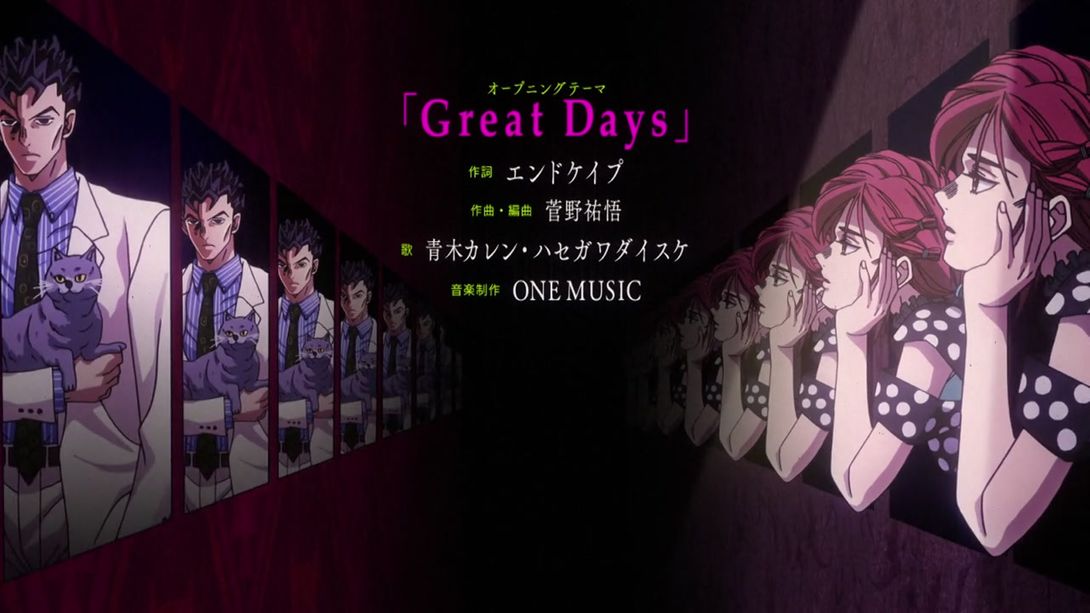 オープニングテーマ
「Great Days」
作詞 エンドケイプ
作曲・編曲 菅野祐悟
歌 青木カレン・ハセガワダイスケ
音楽制作 ONE MUSIC